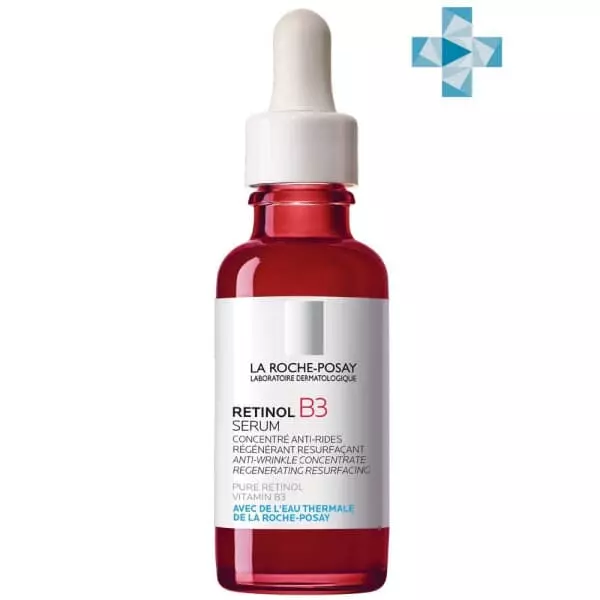 LA ROCHE-POSAY
LABORATOIRE DERMATOLOGIQUE
RETINOL B3
SERUM
CONCENTRÉ ANTI-RIDES
RÉGÉNÉRANT RESURFAÇANT
ANTI-WRINKLE CONCENTRATE
REGENERATING RESURFACING
PURE RETINOL
VITAMIN B3
AVEC DE L'EAU THERMALE
DE LA ROCHE-POSAY